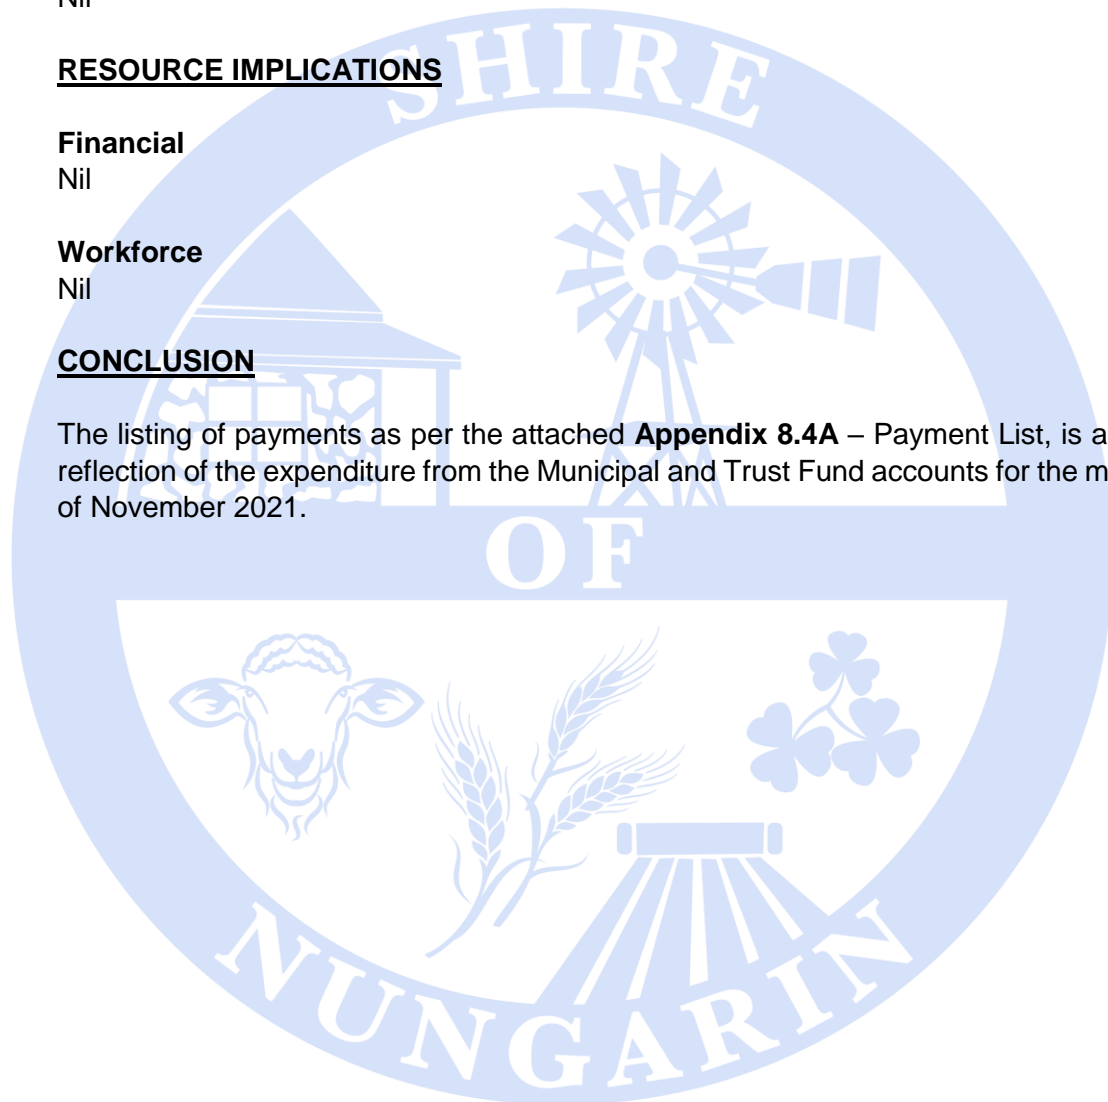 Nil
RESOURCE IMPLICATIONS
Financial
Nil
Workforce
Nil
CONCLUSION
The listing of payments as per the attached Appendix 8.4A – Payment List, is a
reflection of the expenditure from the Municipal and Trust Fund accounts for the m
of November 2021.
SHIRE
OF
NUNGARIN